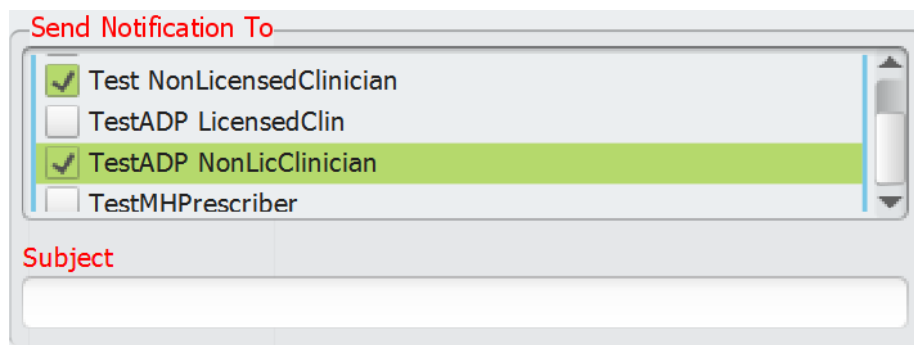 Send Notification To
Test NonLicensedClinician
TestADP LicensedClin
TestADP NonLicClinician
TestMHPrescriber
Subject